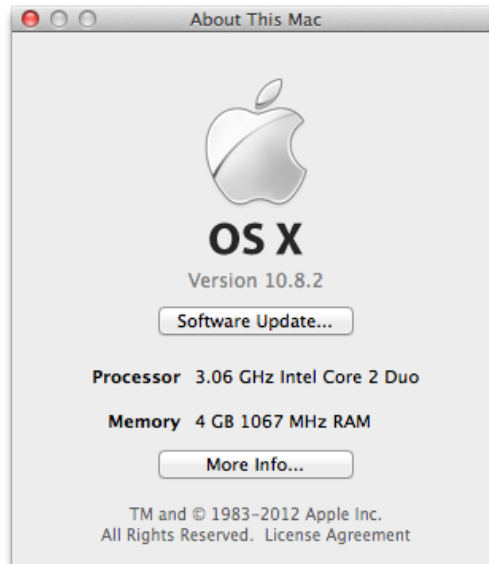 About This Mac
OS X
Version 10.8.2
Software Update...
Processor 3.06 GHz Intel Core 2 Duo
Memory 4 GB 1067 MHz RAM
More Info...
TM and © 1983-2012 Apple Inc.
All Rights Reserved. License Agreement